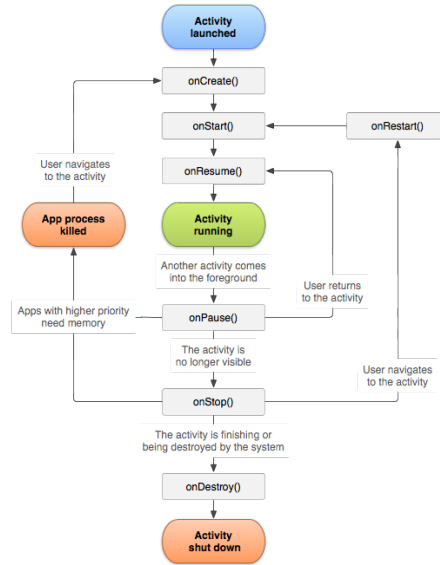 Activity
launched
onCreate()
onStart()
onRestart()
User navigates
to the activity
onResume()
App process
killed
Activity
running
Another activity comes
into the foreground
User returns
to the activity
Apps with higher priority
need memory
onPause()
The activity is
no longer visible
User navigates
to the activity
onStop()
The activity is finishing or
being destroyed by the system
onDestroy()
Activity
shut down